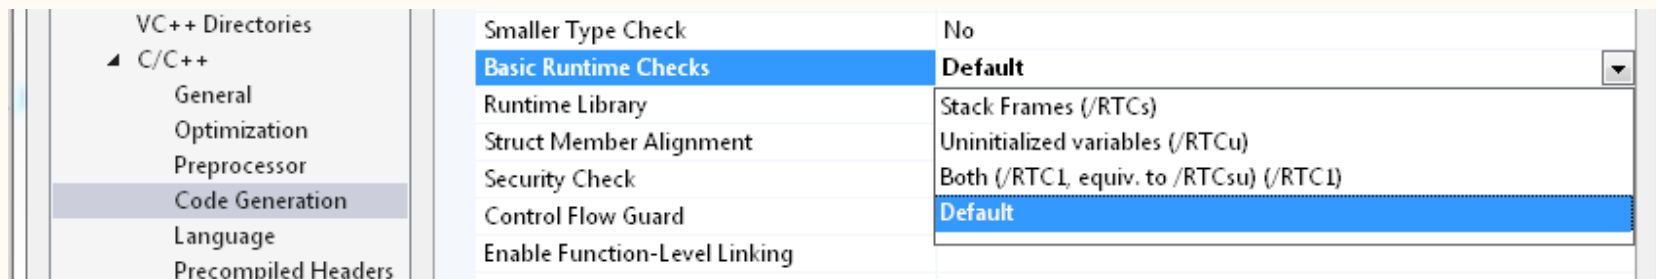 VC++ Directories
C/C++
General
Optimization
Preprocessor
Code Generation
Language
Precompiled Headers
Smaller Type Check No
Basic Runtime Checks Default
Runtime Library
Struct Member Alignment
Security Check
Control Flow Guard
Enable Function-Level Linking
Stack Frames (/RTCs)
Uninitialized variables (/RTCu)
Both (/RTC1, equiv. to /RTCsu) (/RTC1)
Default